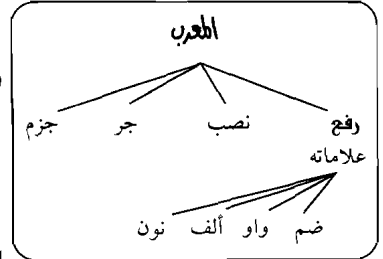 المعرب
رفع نصب جر جزم
علاماته
ضم واو ألف نون